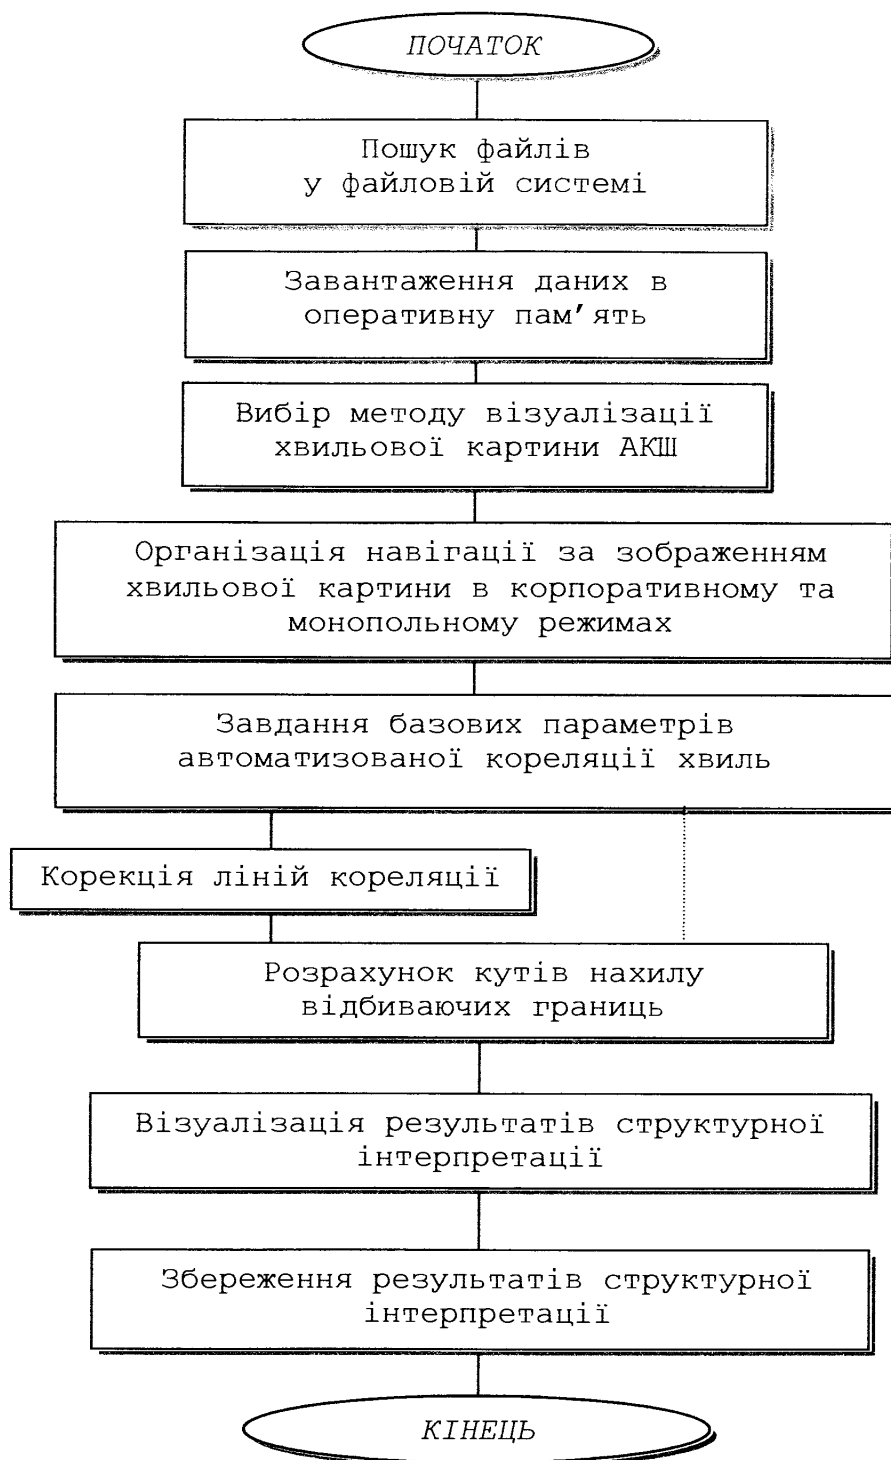 ПОЧАТОК
Пошук файлів
у файловій системі
Завантаження даних в
оперативну пам'ять
Вибір методу візуалізації
хвильової картини АКШ
Організація навігації за зображенням
хвильової картини в корпоративному та
монопольному режимах
Завдання базових параметрів
автоматизованої кореляції хвиль
Корекція ліній кореляції
Розрахунок кутів нахилу
відбиваючих границь
Візуалізація результатів структурної
інтерпретації
Збереження результатів структурної
інтерпретації
КІНЕЦЬ